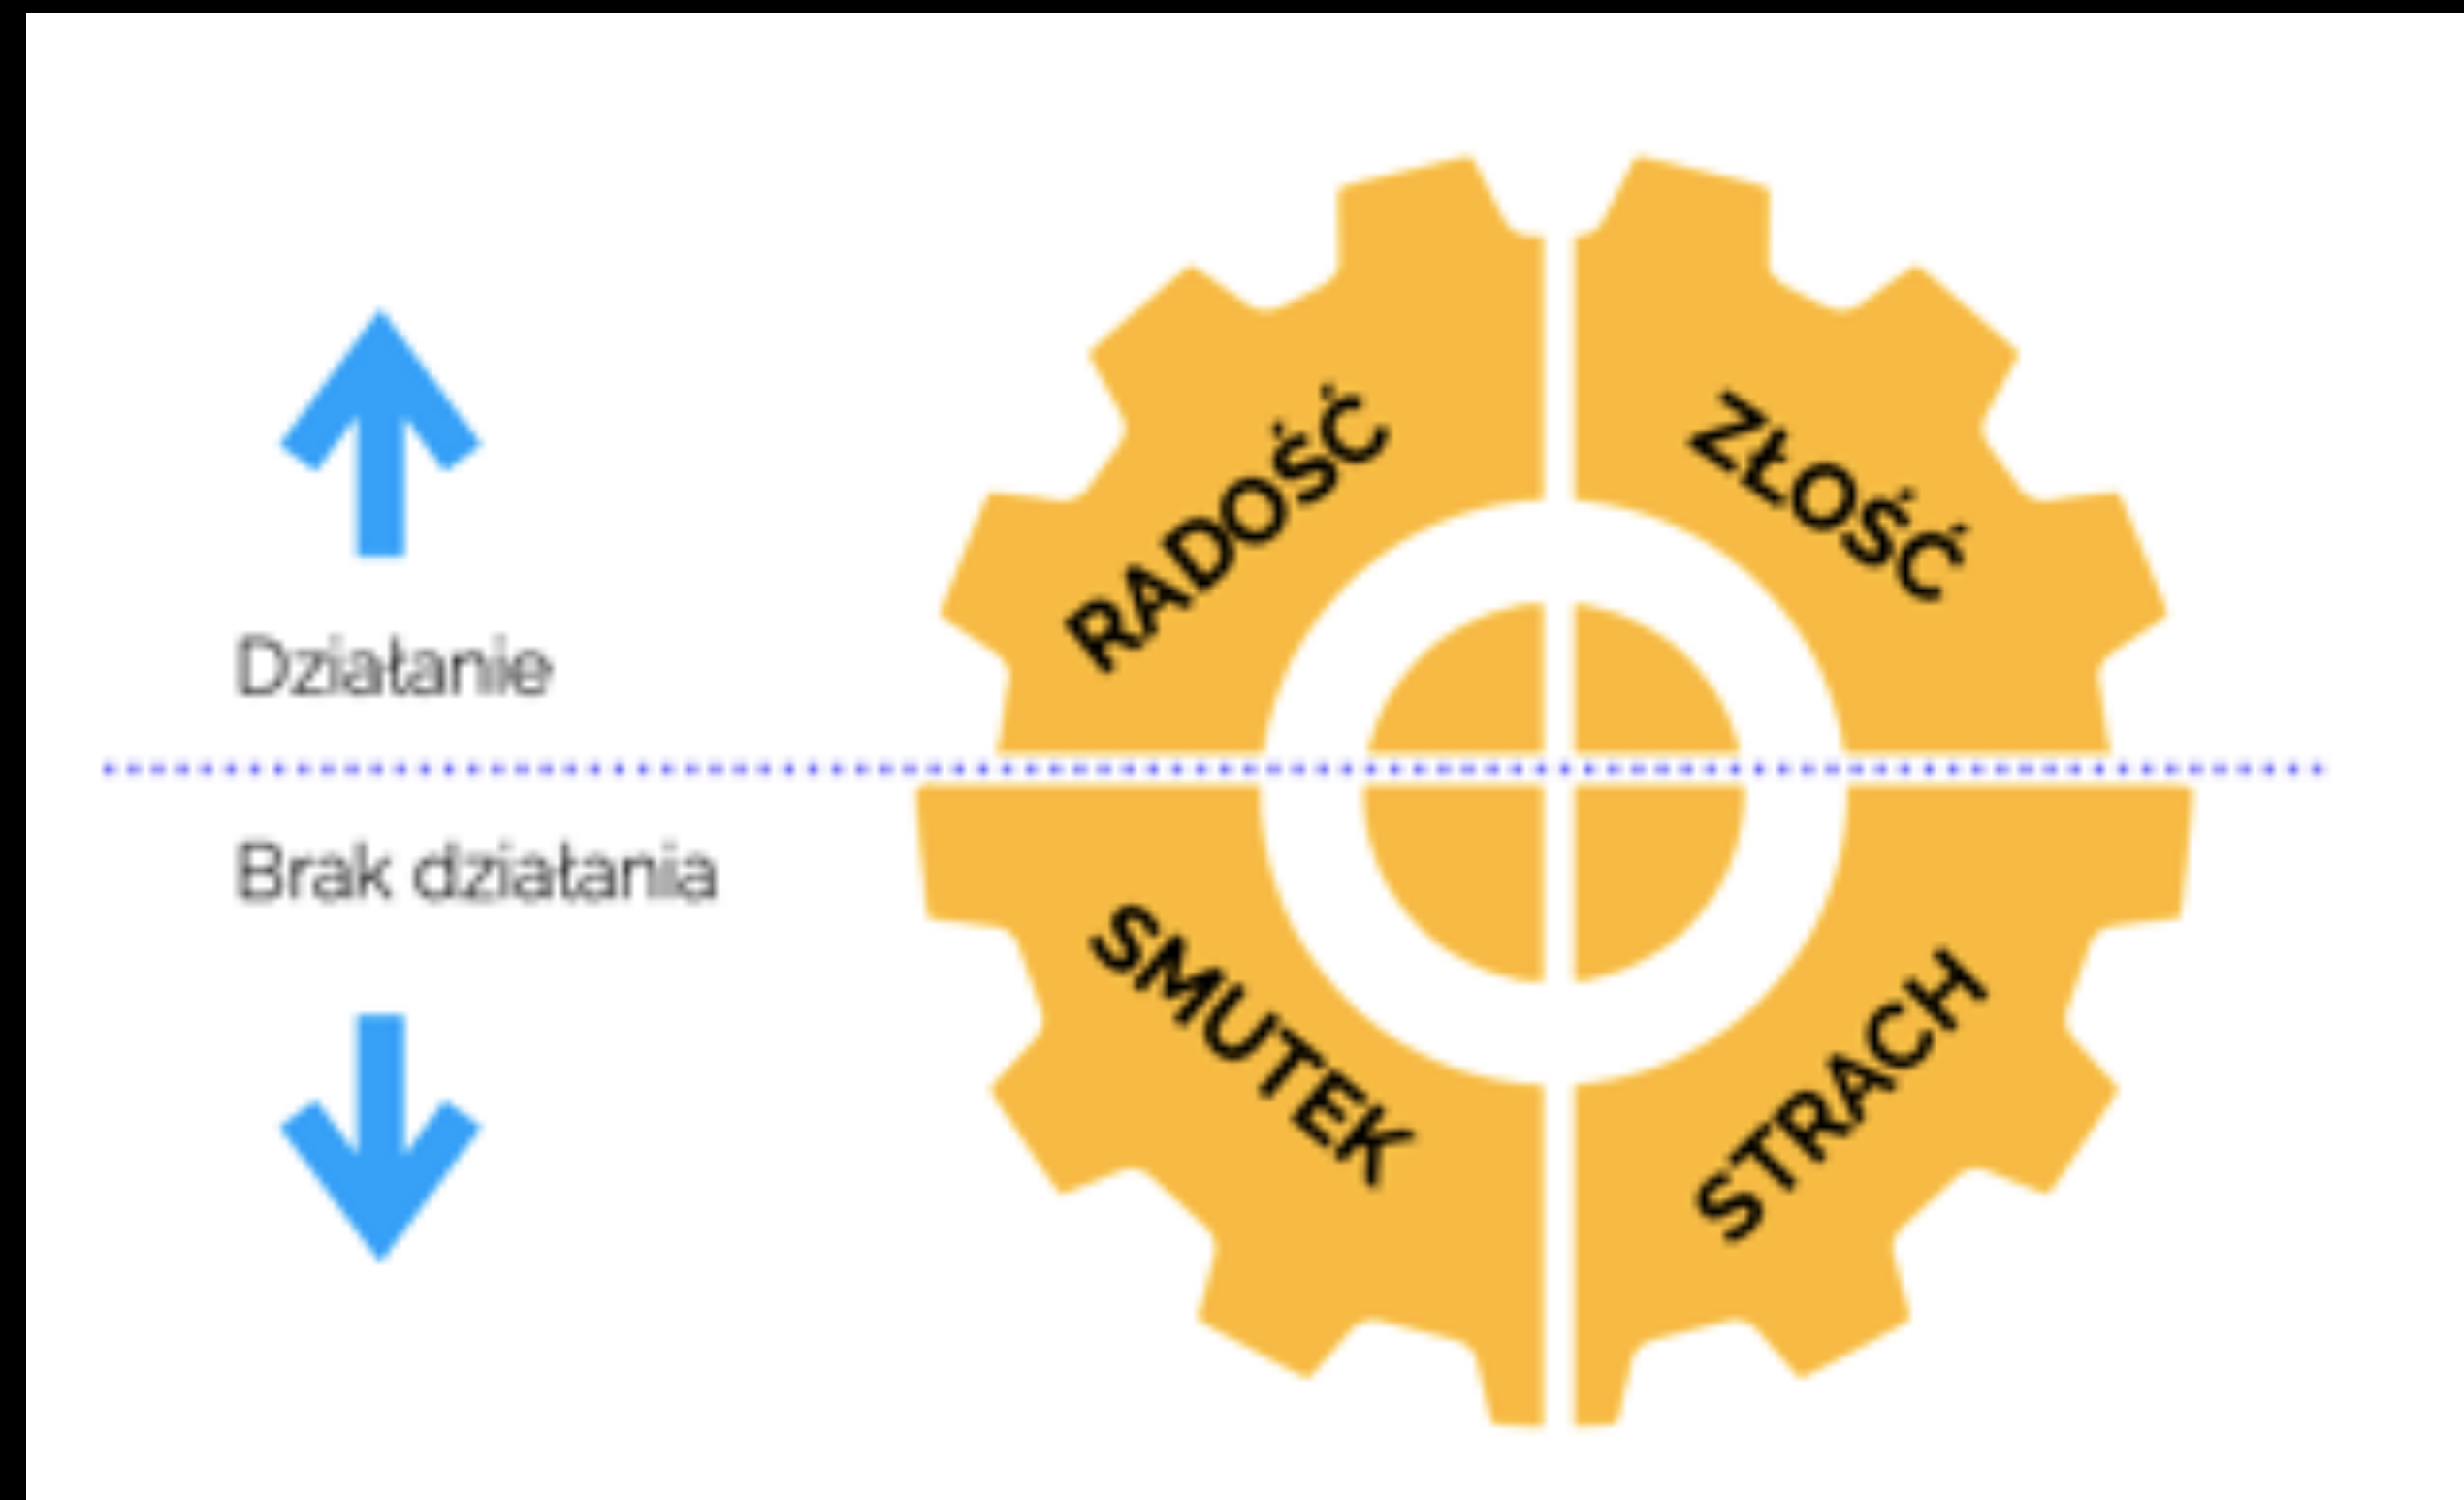 RADOŚĆ
ZŁOŚĆ
Działanie
Brak działania
SMUTEK
STRACH